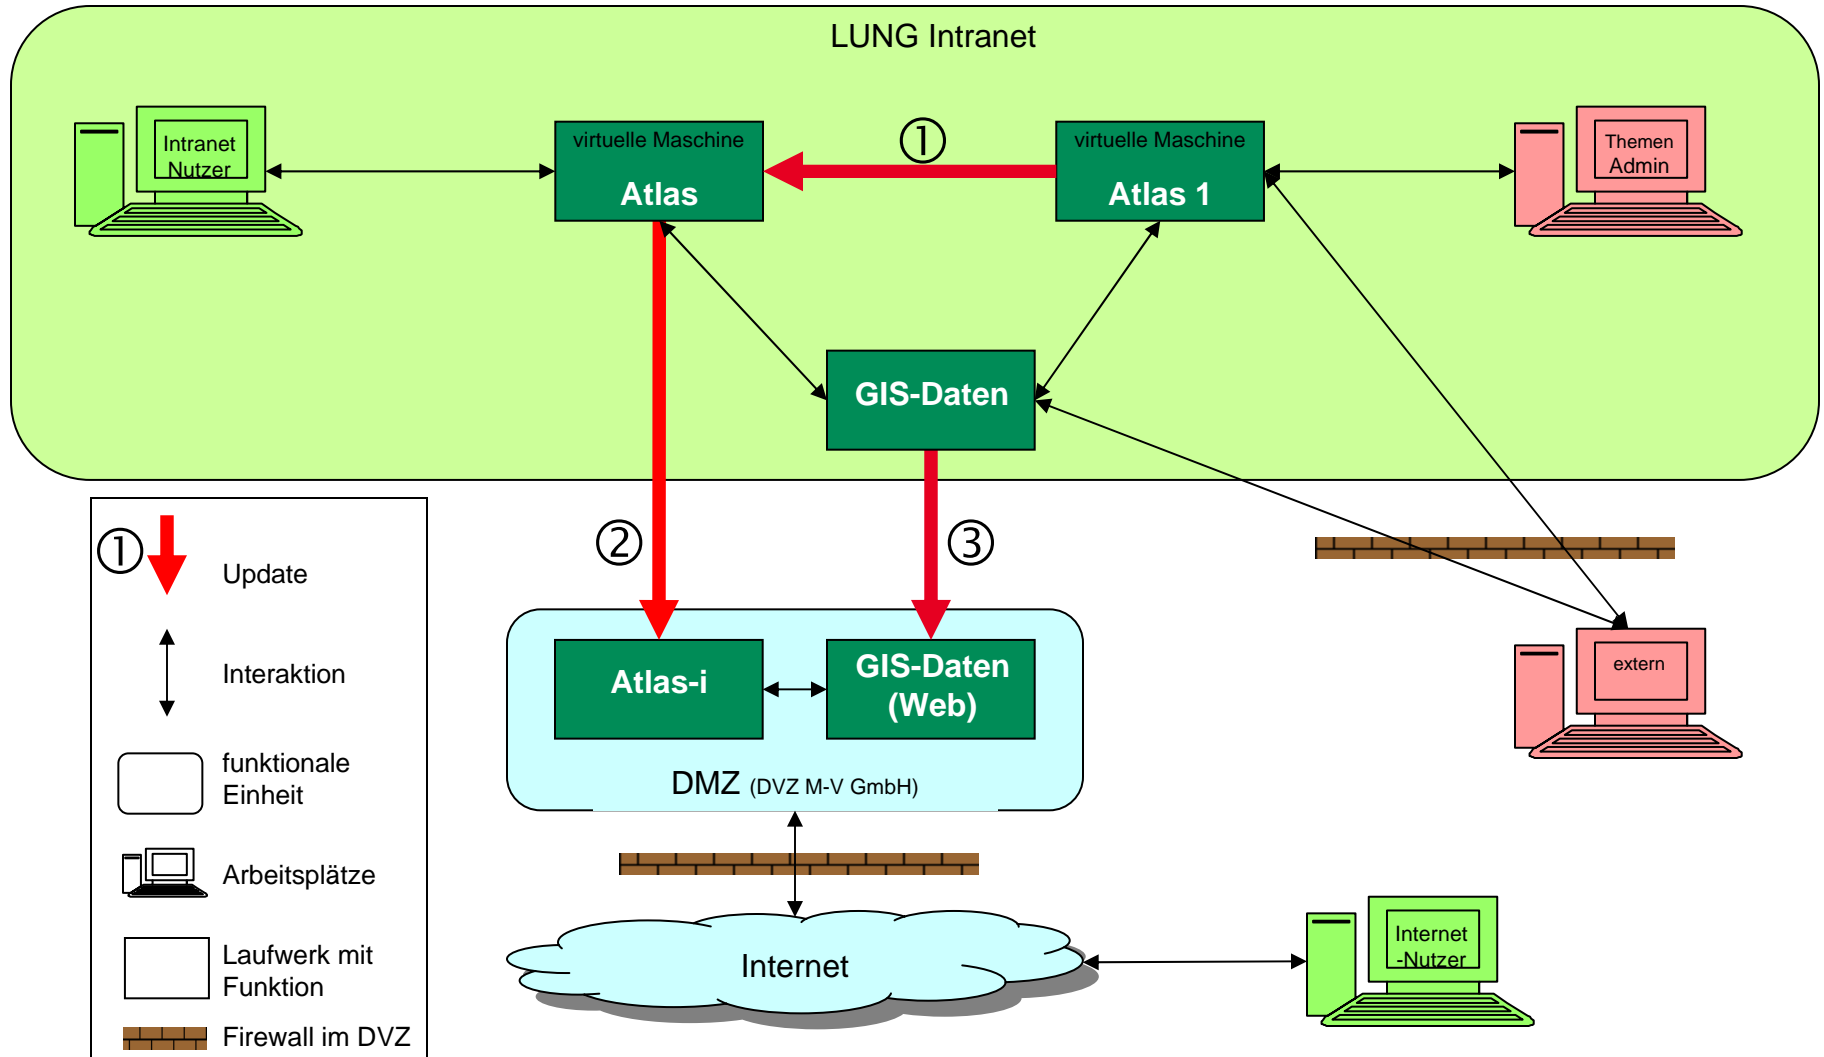 LUNG Intranet
Intranet
Nutzer
virtuelle Maschine
Atlas
①
virtuelle Maschine
Atlas 1
Themen
Admin
GIS-Daten
①
Update
Interaktion
funktionale
Einheit
Arbeitsplätze
Laufwerk mit
Funktion
Firewall im DVZ
②
③
Atlas-i
GIS-Daten
(Web)
DMZ (DVZ M-V GmbH)
extern
Internet
Internet
-Nutzer